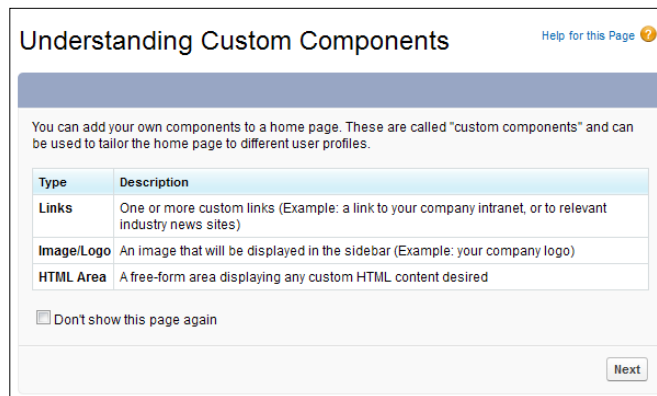 Understanding Custom Components
Help for this Page ?
You can add your own components to a home page. These are called "custom components" and can
be used to tailor the home page to different user profiles.
Type Description
Links One or more custom links (Example: a link to your company intranet, or to relevant
industry news sites)
Image/Logo An image that will be displayed in the sidebar (Example: your company logo)
HTML Area A free-form area displaying any custom HTML content desired
Don't show this page again
Next